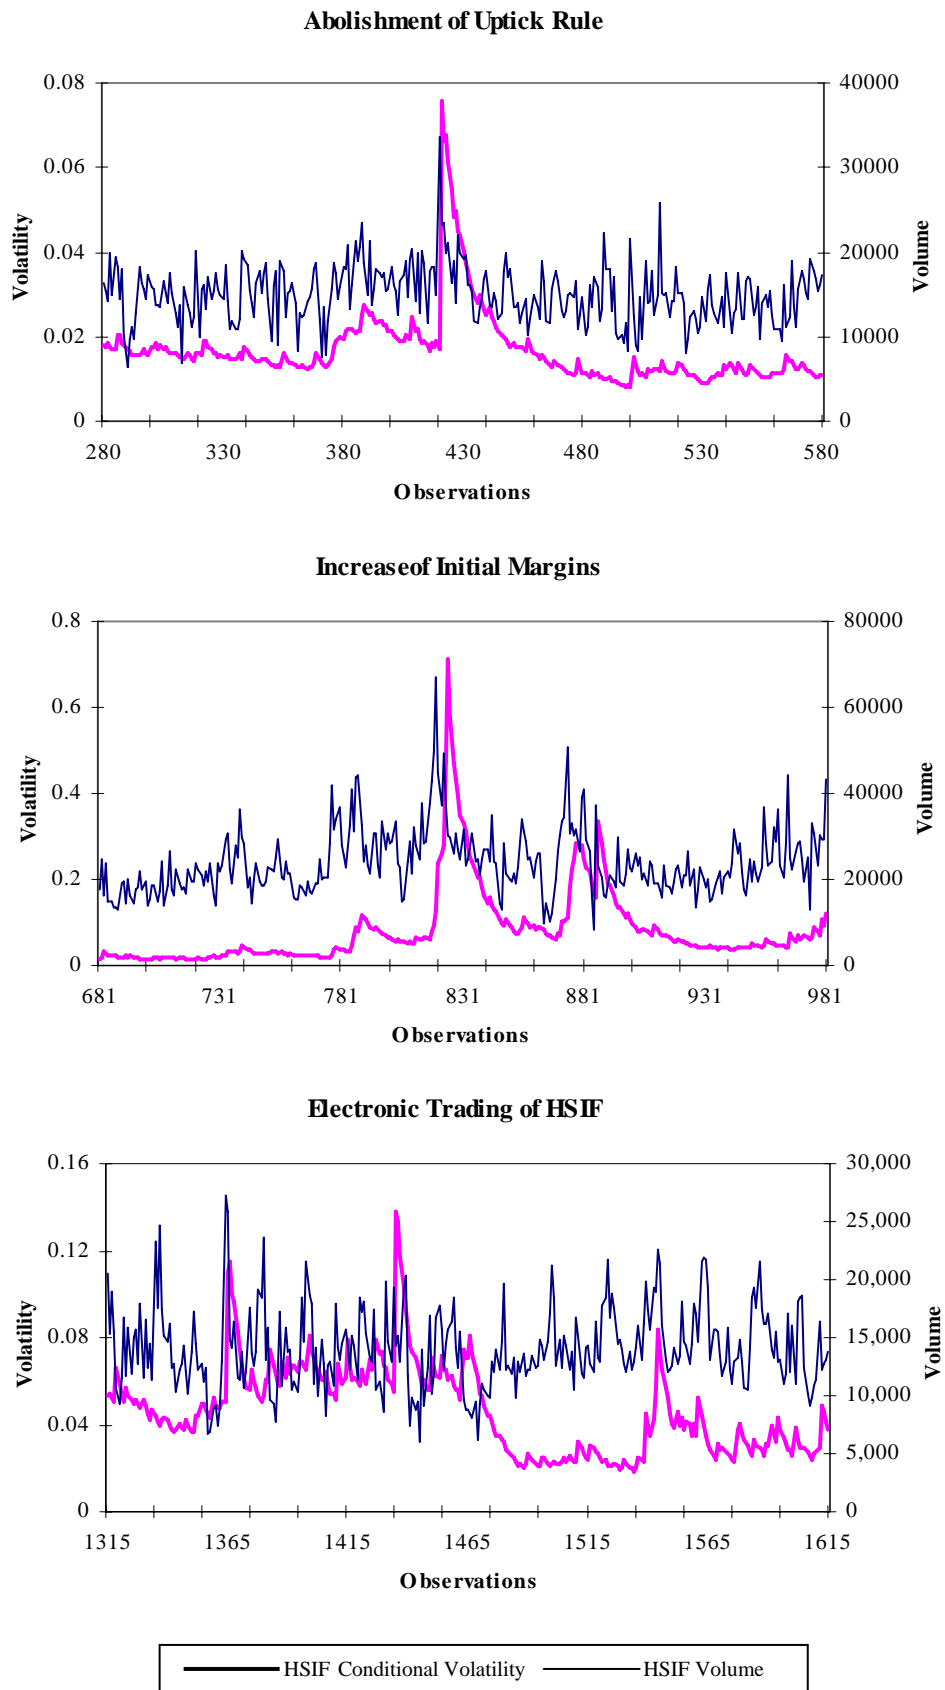 Abolishment of Uptick Rule
0.08 40000
0.06 30000
0.04 20000
0.02 10000
0 0
Volatility
Volume
280 330 380 430 480 530 580
Observations
Increaseof Initial Margins
0.8 80000
0.6 60000
0.4 40000
0.2 20000
0 0
Volatility
Volume
681 731 781 831 881 931 981
Observations
Electronic Trading of HSIF
0.16 30,000
25,000
0.12
20,000
0.08 15,000
10,000
0.04
5,000
0 0
Volatility
Volume
1315 1365 1415 1465 1515 1565 1615
Observations
HSIF Conditional Volatility HSIF Volume